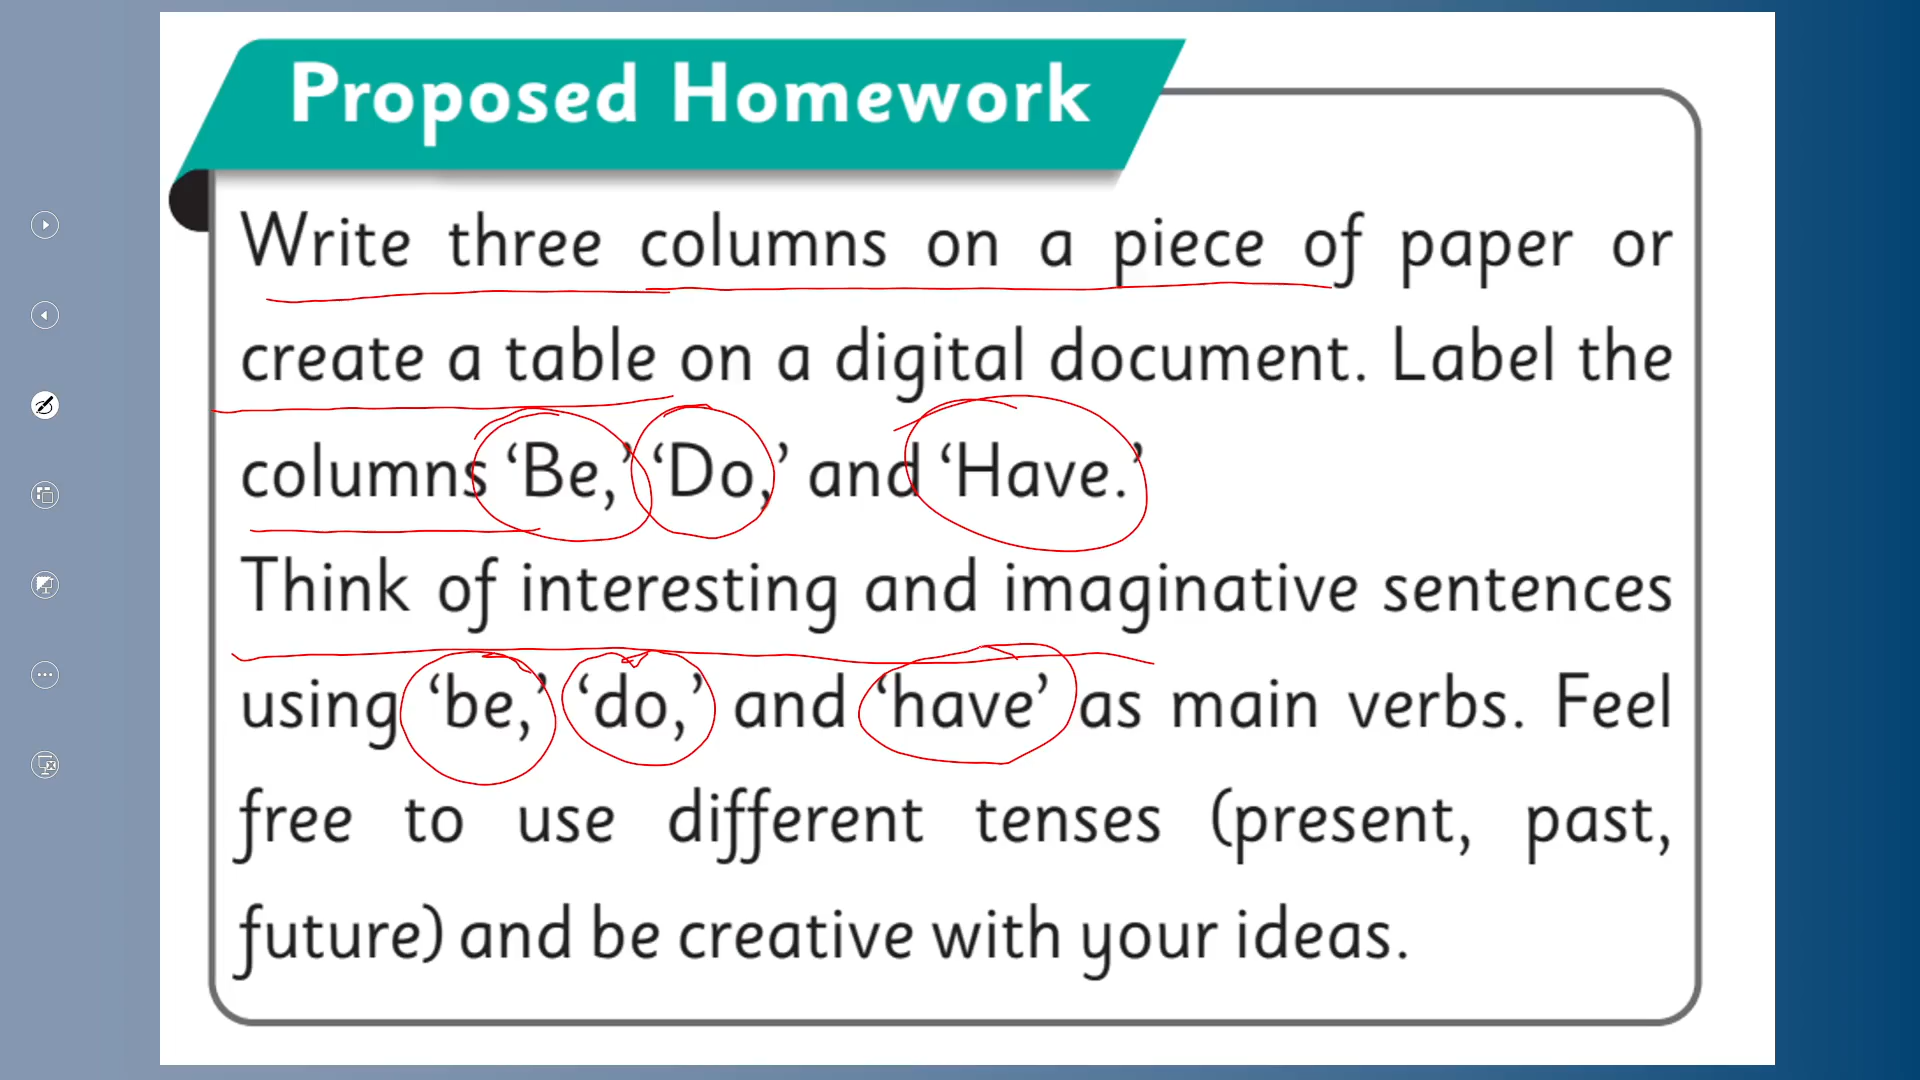 Proposed Homework
Write three columns on a piece of paper or
create a table on a digital document. Label the
columns ‘Be,’ ‘Do,’ and ‘Have.’
Think of interesting and imaginative sentences
using ‘be,’ ‘do,’ and ‘have’ as main verbs. Feel
free to use different tenses (present, past,
future) and be creative with your ideas.